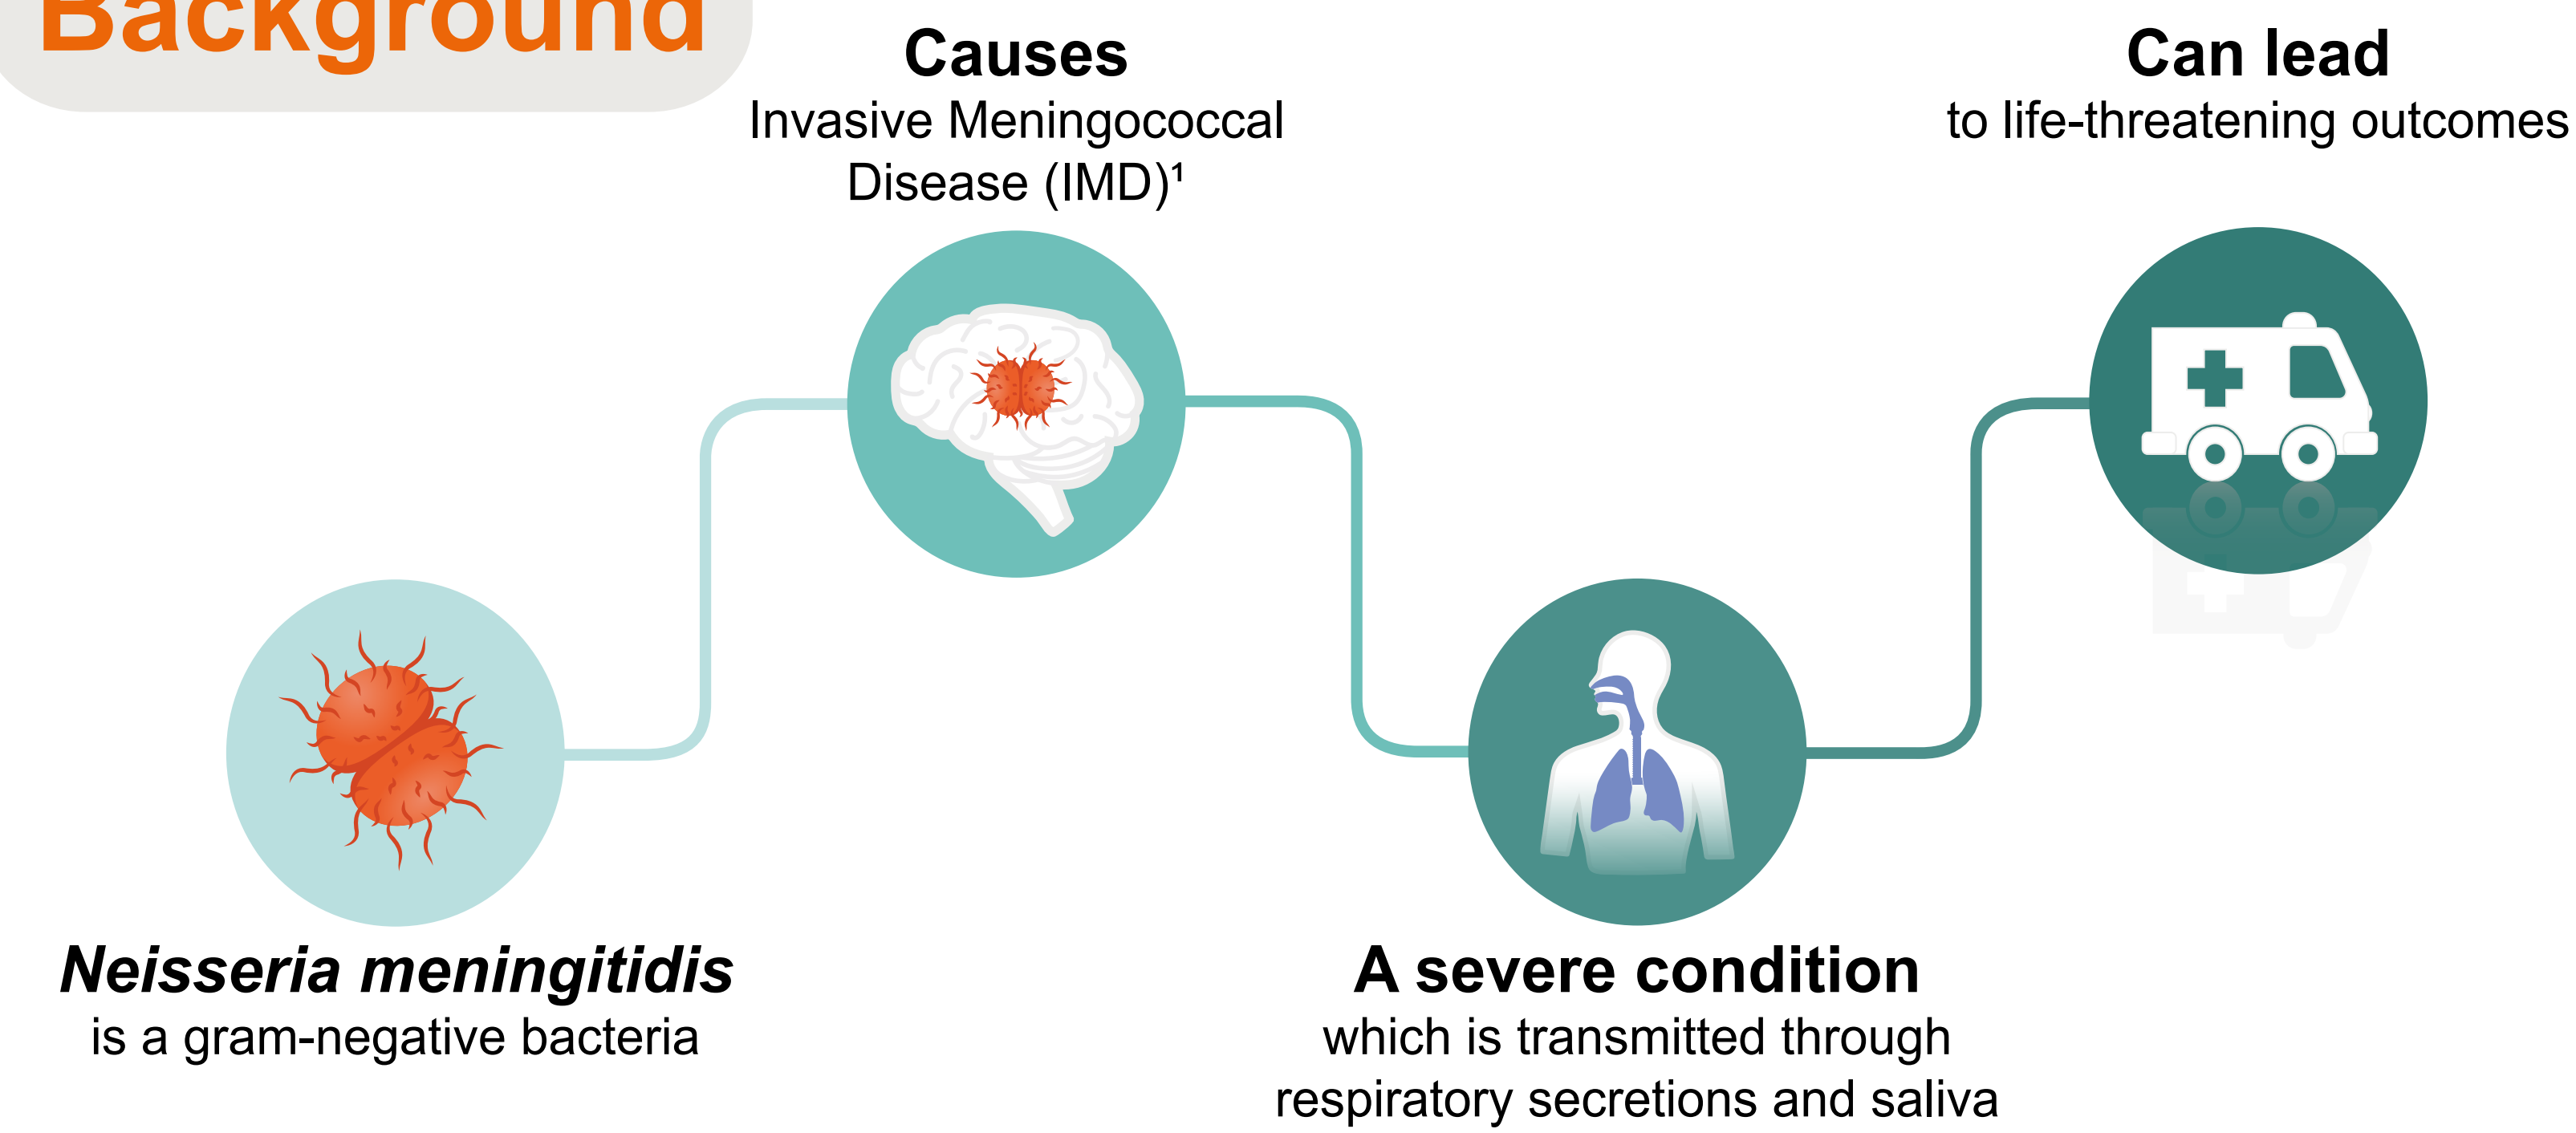 Background
Causes
Invasive Meningococcal
Disease (IMD)¹
Can lead
to life-threatening outcomes
Neisseria meningitidis
is a gram-negative bacteria
A severe condition
which is transmitted through
respiratory secretions and saliva